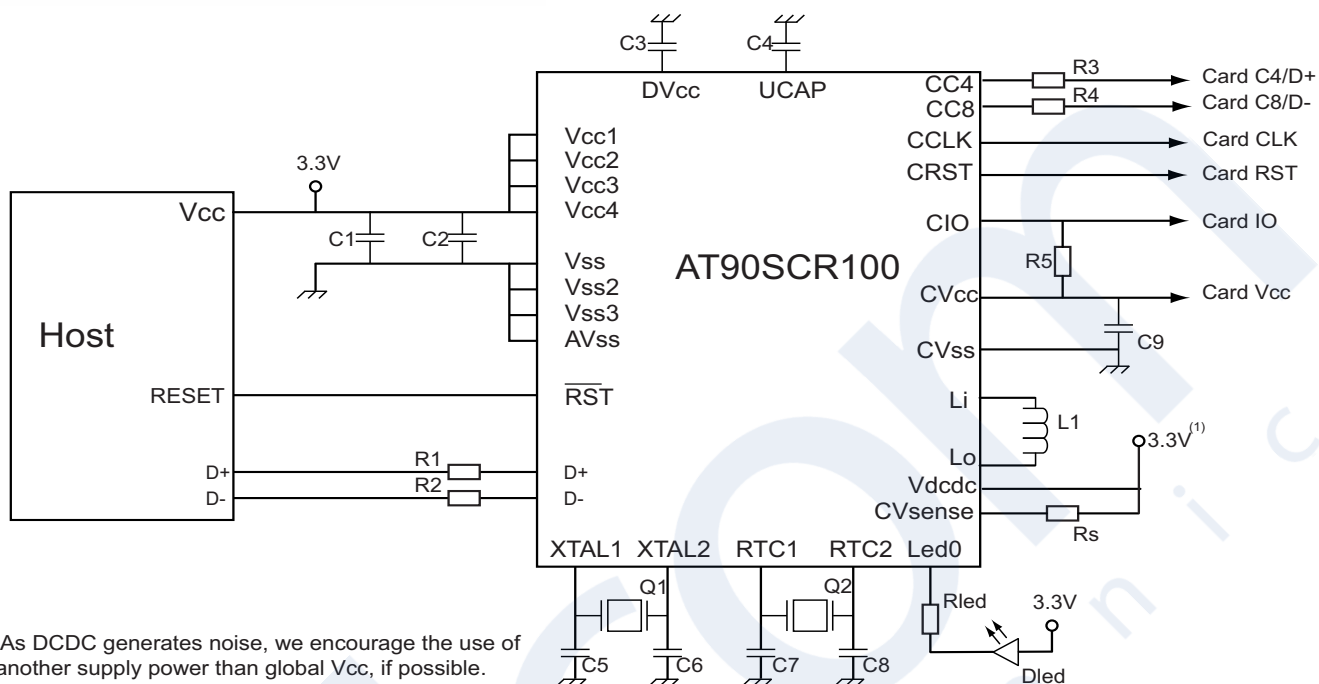 C3
C4
DVcc
UCAP
CC4
R3
Card C4/D+
CC8
R4
Card C8/D-
Vcc1
CCLK
Card CLK
Vcc2
3.3V
Vcc3
CRST
Card RST
Vcc
Vcc4
CIO
Card IO
C1
C2
Vss
AT90SCR100
R5
Vss2
CVcc
Card Vcc
Vss3
Host
AVss
CVss
C9
RESET
RST
Li
L1
Lo
3.3V(1)
D+
R1
D+
Vdcdc
D-
R2
D-
CVsense
Rs
XTAL1
XTAL2
RTC1
RTC2
Led0
Q1
Q2
Rled
3.3V
As DCDC generates noise, we encourage the use of
another supply power than global Vcc, if possible.
C5
C6
C7
C8
Dled